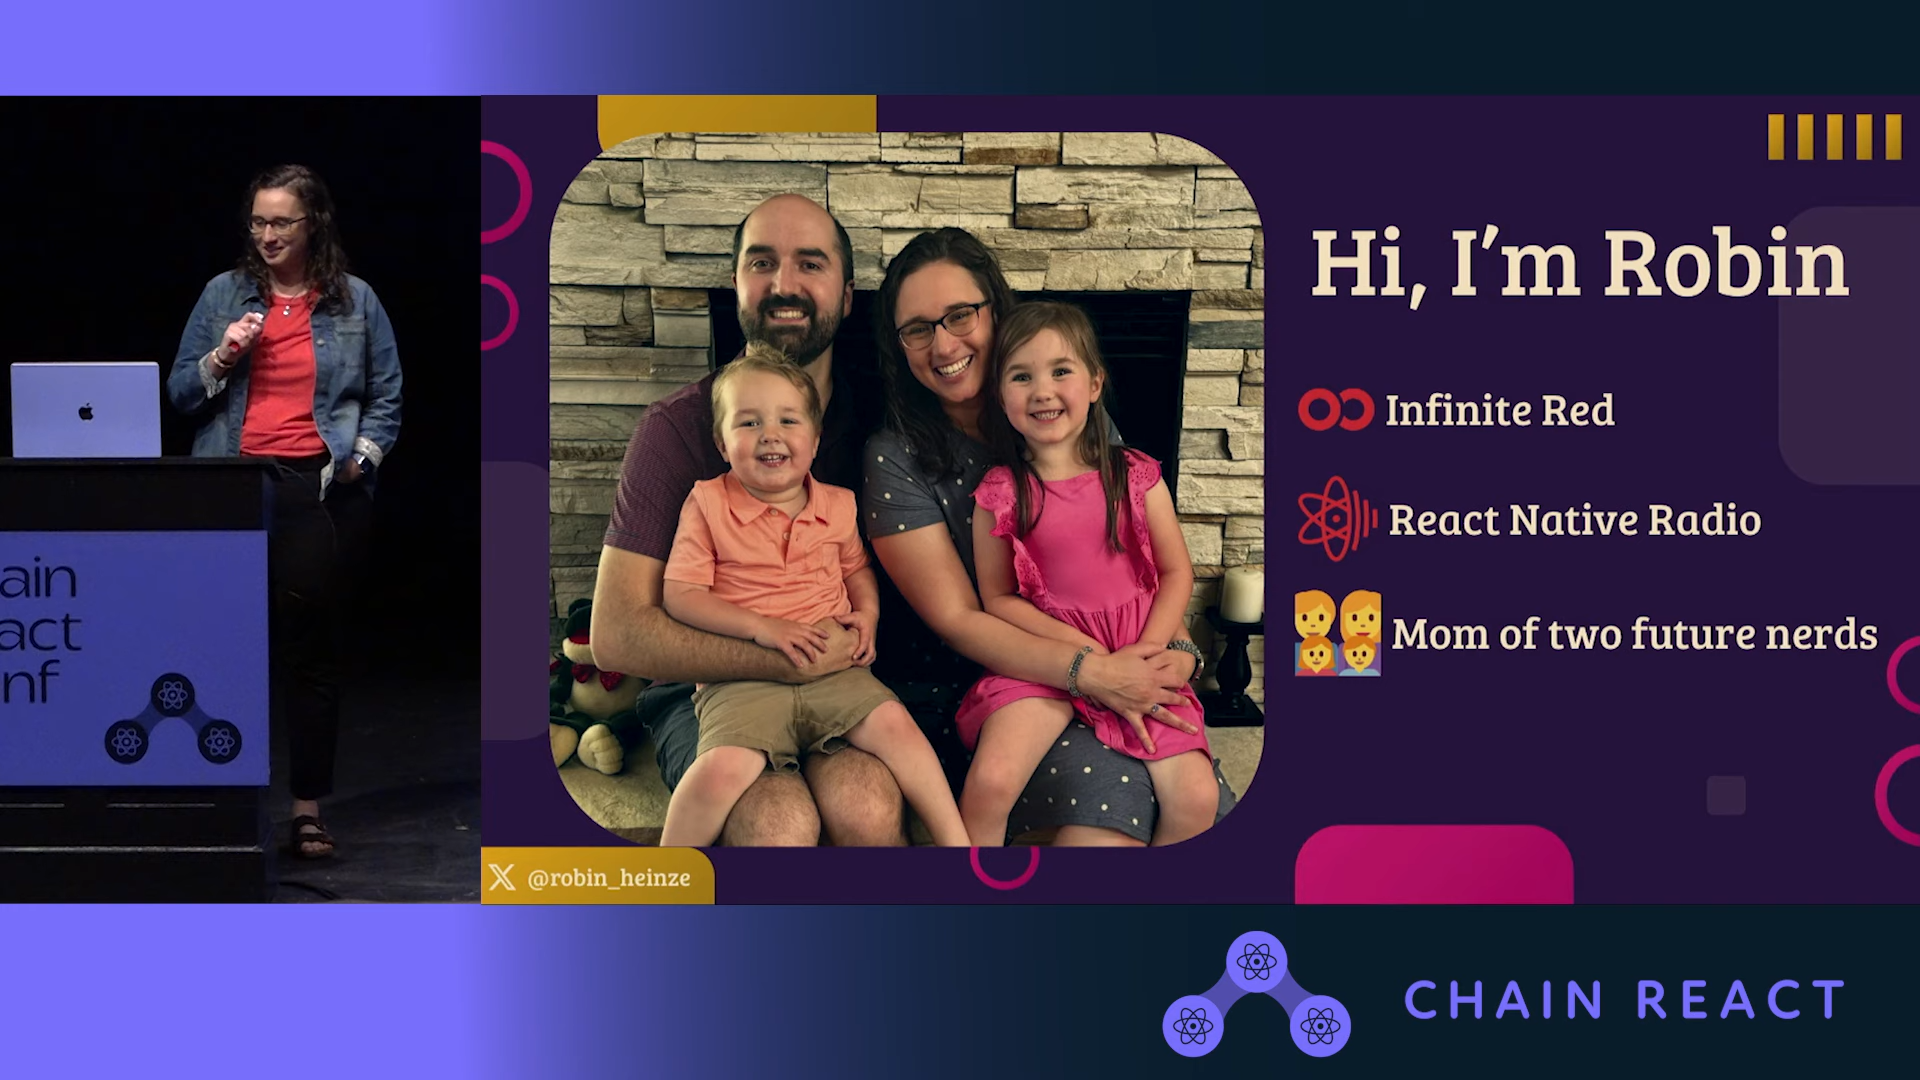 Hi, I’m Robin
Infinite Red
React Native Radio
Mom of two future nerds
@robin_heinze
ain
act
nf
CHAIN REACT